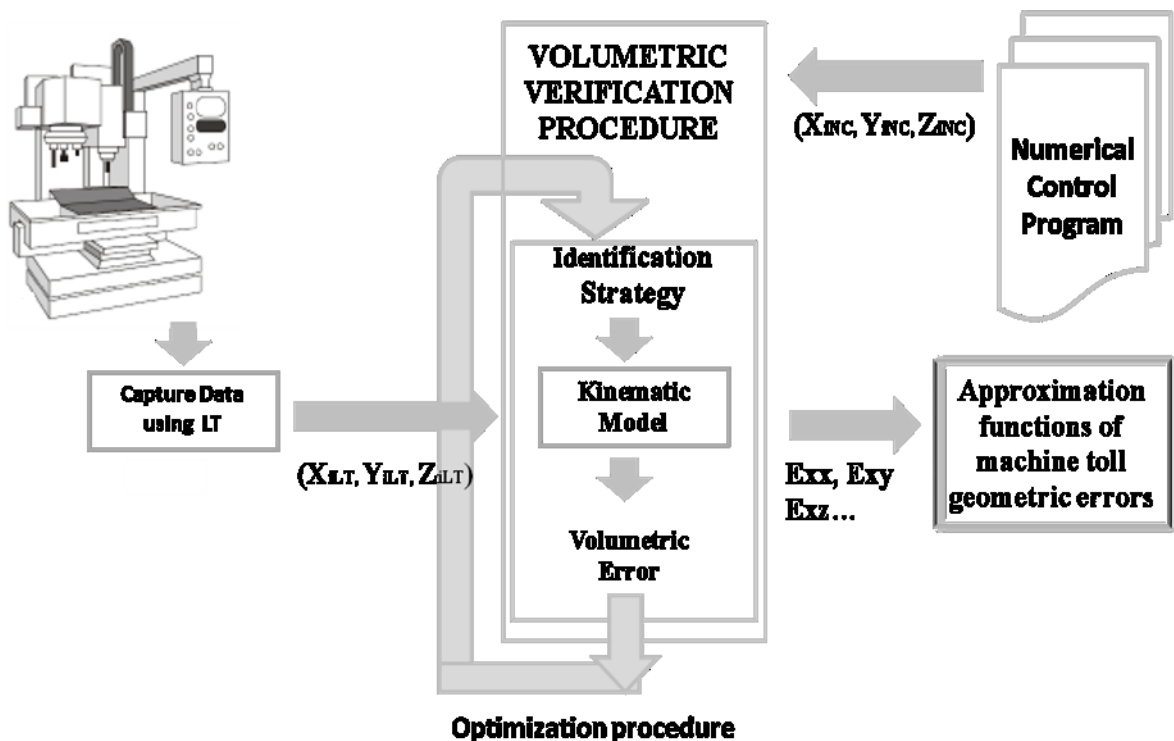 VOLUMETRIC
VERIFICATION
PROCEDURE
(XINC, YINC, ZINC)
Numerical
Control
Program
Identification
Strategy
Capture Data
using LT
(XILT, YILT, ZiLT)
Kinematic
Model
Exx, Exy
Exz...
Approximation
functions of
machine toll
geometric errors
Volumetric
Error
Optimization procedure